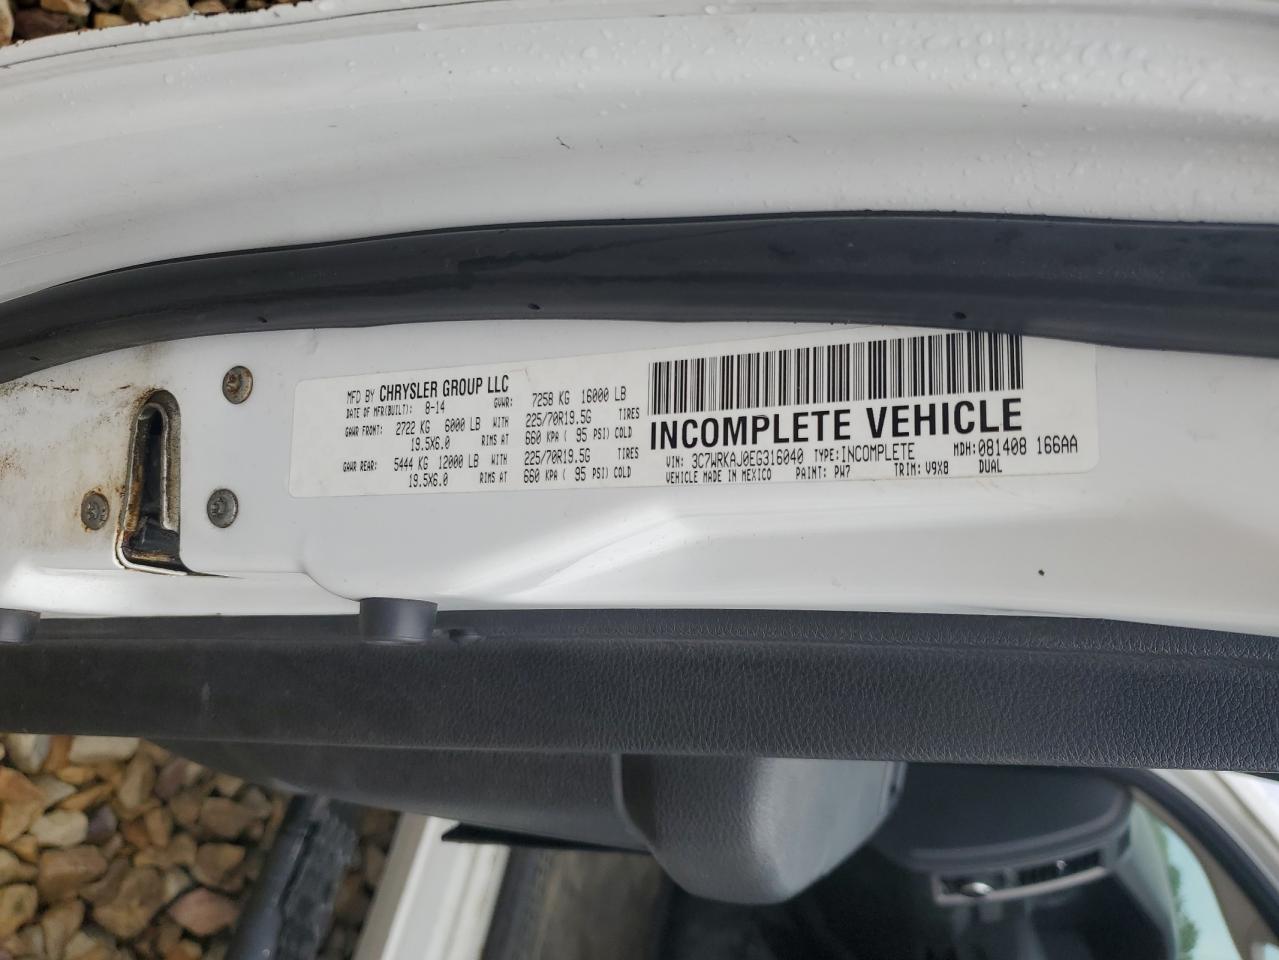 MFD BY CHRYSLER GROUP LLC
DATE OF MFR(BUILT): 8-14 GVWR: 7258 KG 16000 LB
GAWR FRONT: 2722 KG 6000 LB WITH 225/70R19.5G TIRES
19.5X6.0 RIMS AT 660 KPA ( 95 PSI) COLD
GAWR REAR: 5444 KG 12000 LB WITH 225/70R19.5G TIRES
19.5X6.0 RIMS AT 660 KPA ( 95 PSI) COLD
INCOMPLETE VEHICLE
VIN: 3C7WRKAJ0EG316040 TYPE:INCOMPLETE MDH:081408 166AA
VEHICLE MADE IN MEXICO PAINT: PW7 TRIM: V9X8 DUAL